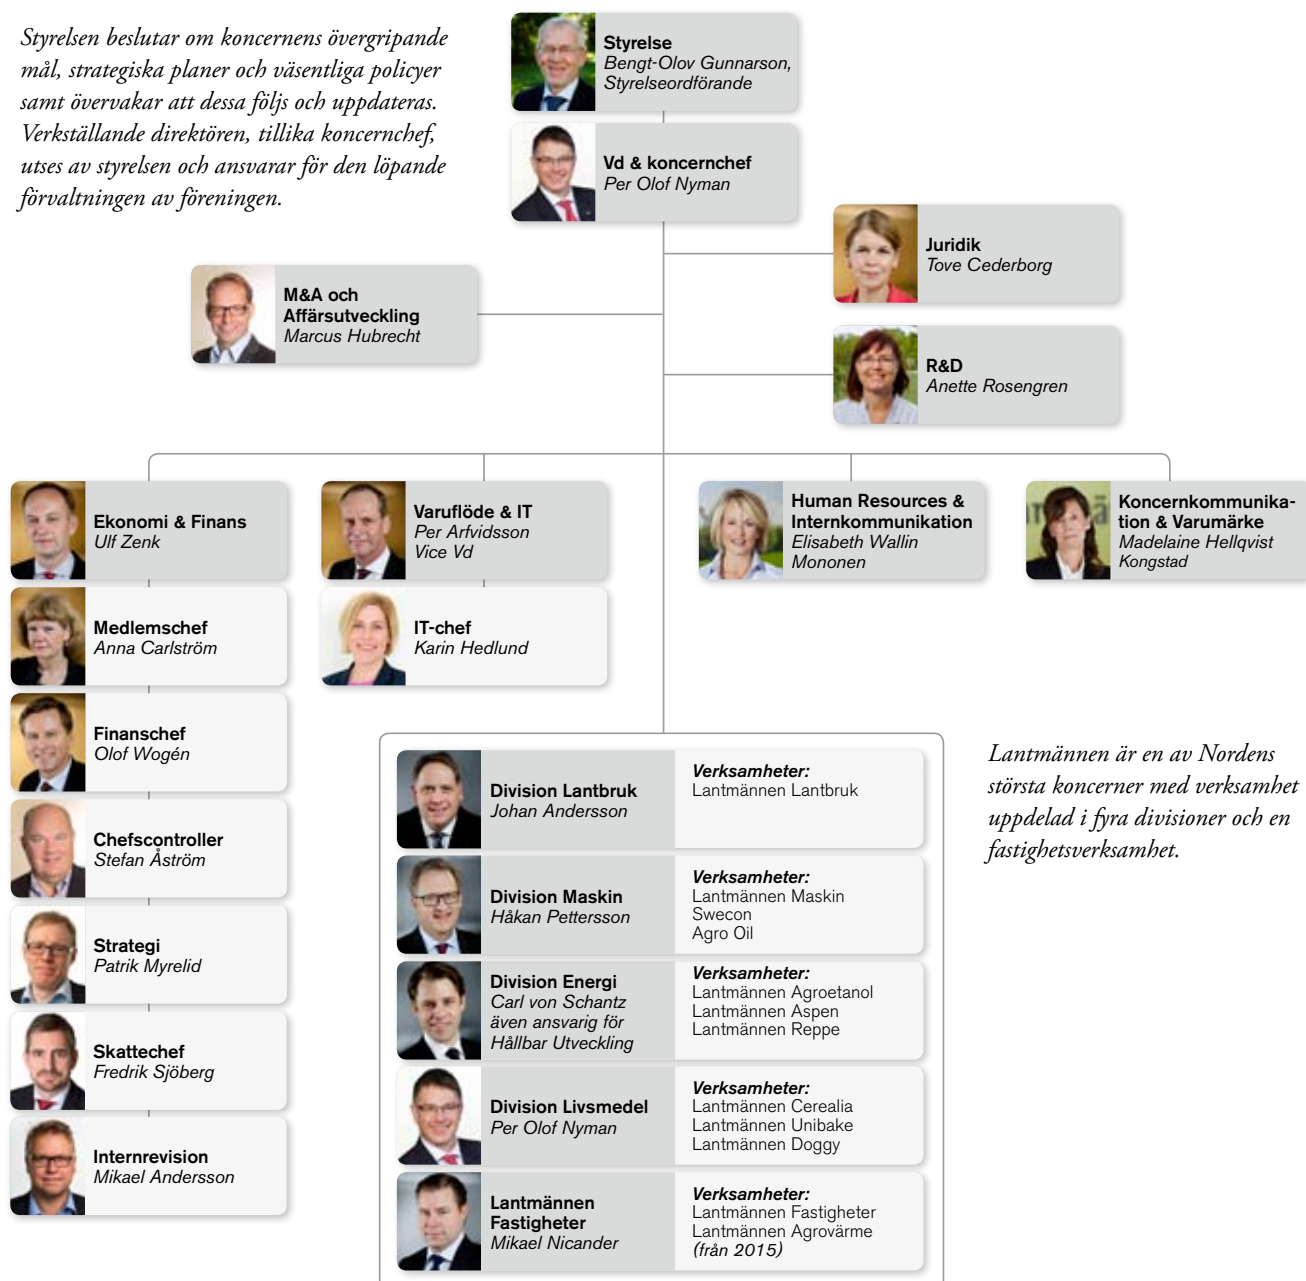 Styrelsen beslutar om koncernens övergripande
mål, strategiska planer och väsentliga policyer
samt övervakar att dessa följs och uppdateras.
Verkställande direktören, tillika koncernchef,
utses av styrelsen och ansvarar för den löpande
förvaltningen av föreningen.
Styrelse
Bengt-Olov Gunnarson,
Styrelseordförande
Vd & koncernchef
Per Olof Nyman
Juridik
Tove Cederborg
M&A och
Affärsutveckling
Marcus Hubrecht
R&D
Anette Rosengren
Ekonomi & Finans
Ulf Zenk
Varuflöde & IT
Per Arfvidsson
Vice Vd
Human Resources &
Internkommunikation
Elisabeth Wallin
Mononen
Koncernkommunika-
tion & Varumärke
Madelaine Hellqvist
Kongstad
Medlemschef
Anna Carlström
IT-chef
Karin Hedlund
Finanschef
Olof Wogén
Chefscontroller
Stefan Åström
Strategi
Patrik Myrelid
Skattechef
Fredrik Sjöberg
Internrevision
Mikael Andersson
Division Lantbruk
Johan Andersson
Verksamheter:
Lantmännen Lantbruk
Division Maskin
Håkan Pettersson
Verksamheter:
Lantmännen Maskin
Swecon
Agro Oil
Division Energi
Carl von Schantz
även ansvarig för
Hållbar Utveckling
Verksamheter:
Lantmännen Agroetanol
Lantmännen Aspen
Lantmännen Reppe
Division Livsmedel
Per Olof Nyman
Verksamheter:
Lantmännen Cerealia
Lantmännen Unibake
Lantmännen Doggy
Lantmännen
Fastigheter
Mikael Nicander
Verksamheter:
Lantmännen Fastigheter
Lantmännen Agrovärme
(från 2015)
Lantmännen är en av Nordens
största koncerner med verksamhet
uppdelad i fyra divisioner och en
fastighetsverksamhet.